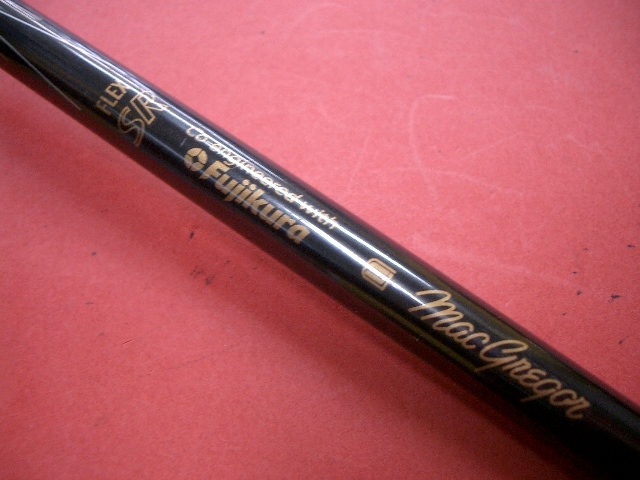 FLEX
SR
Co-engineered with
Fujikura
MacGregor